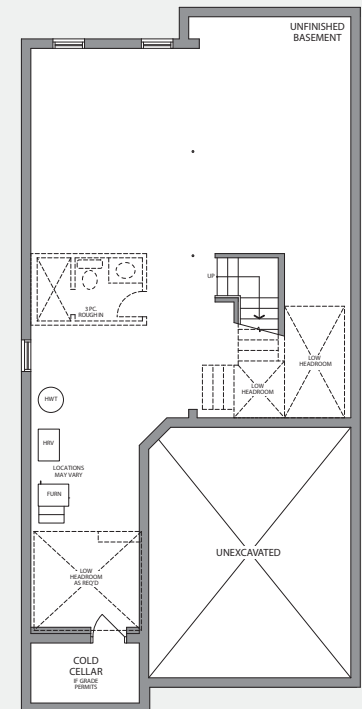 UNFINISHED
BASEMENT
UP
3 PC.
ROUGH IN
LOW
HEADROOM
LOW
HEADROOM
HWT
HRV
LOCATIONS
MAY VARY
FURN
UNEXCAVATED
LOW
HEADROOM
AS REQ'D
COLD
CELLAR
IF GRADE
PERMITS